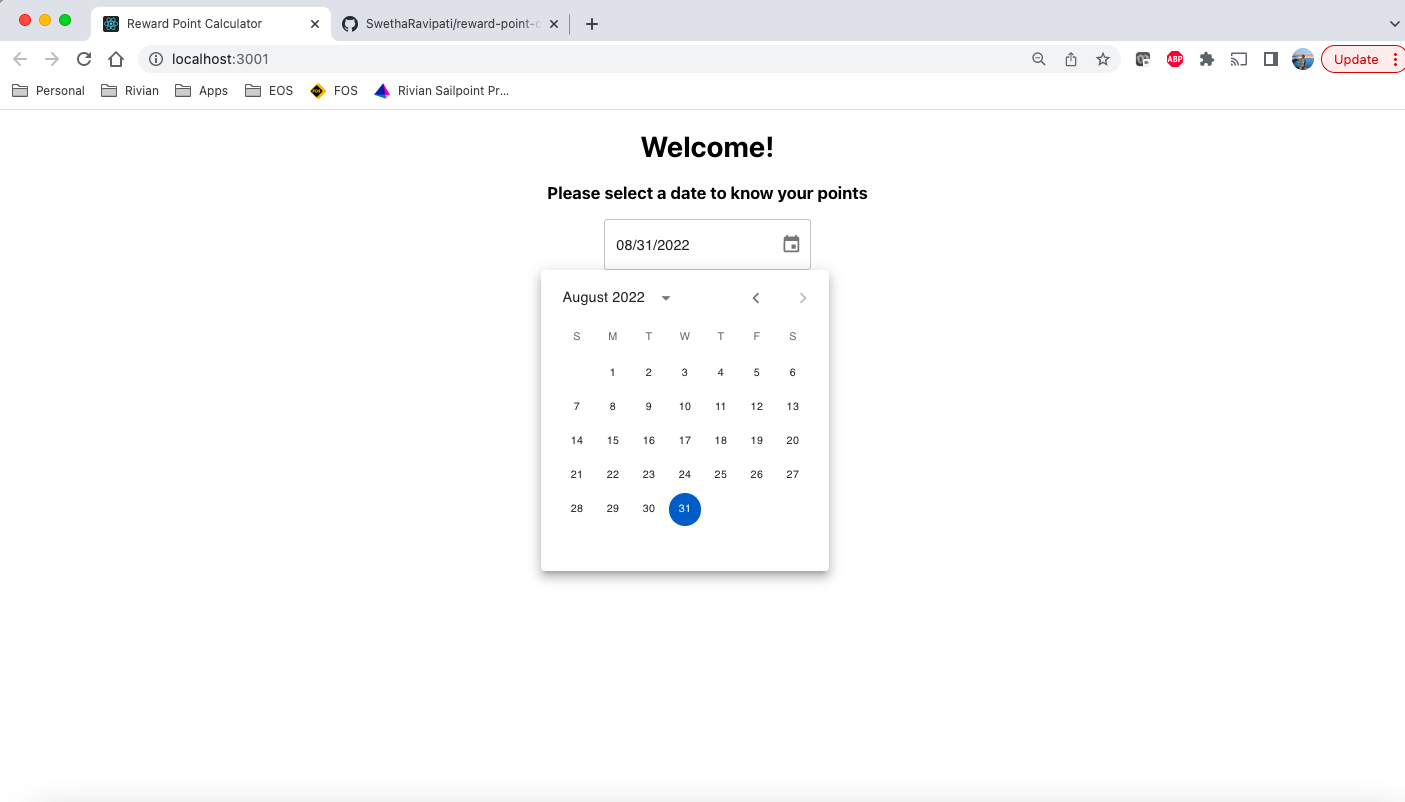 Reward Point Calculator
SwethaRavipati/reward-point-c
localhost:3001
ABP
Update
Personal
Rivian
Apps
EOS
FOS
FOS
Rivian Sailpoint Pr...
Welcome!
Please select a date to know your points
08/31/2022
August 2022
S M T W T F S
1 2 3 4 5 6
7 8 9 10 11 12 13
14 15 16 17 18 19 20
21 22 23 24 25 26 27
28 29 30 31